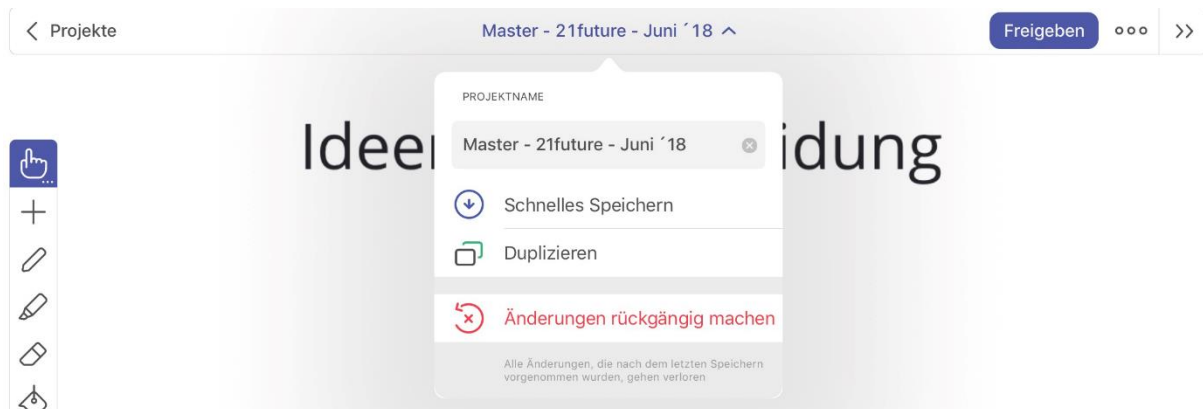 Projekte
Master - 21future - Juni ´18
Freigeben
PROJEKTNAME
Master - 21future - Juni ´18
idung
Schnelles Speichern
Duplizieren
Änderungen rückgängig machen
Alle Änderungen, die nach dem letzten Speichern
vorgenommen wurden, gehen verloren